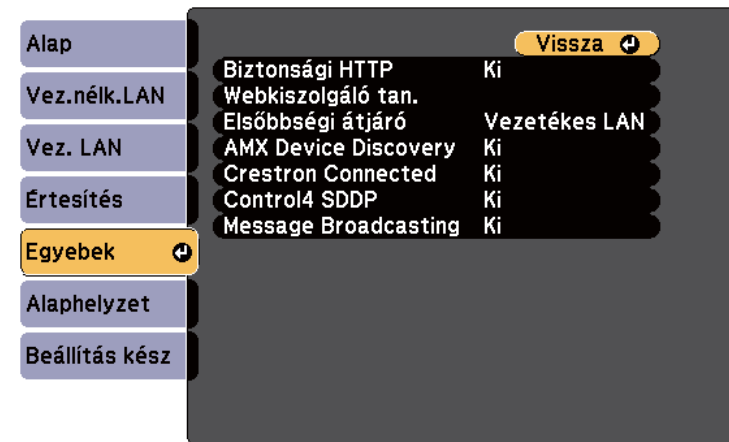 Alap
Vez.nélk.LAN
Vez. LAN
Értesítés
Egyebek
Alaphelyzet
Beállítás kész
Vissza
Biztonsági HTTP Ki
Webkiszolgáló tan.
Elsőbbségi átjáró Vezetékes LAN
AMX Device Discovery Ki
Crestron Connected Ki
Control4 SDDP Ki
Message Broadcasting Ki